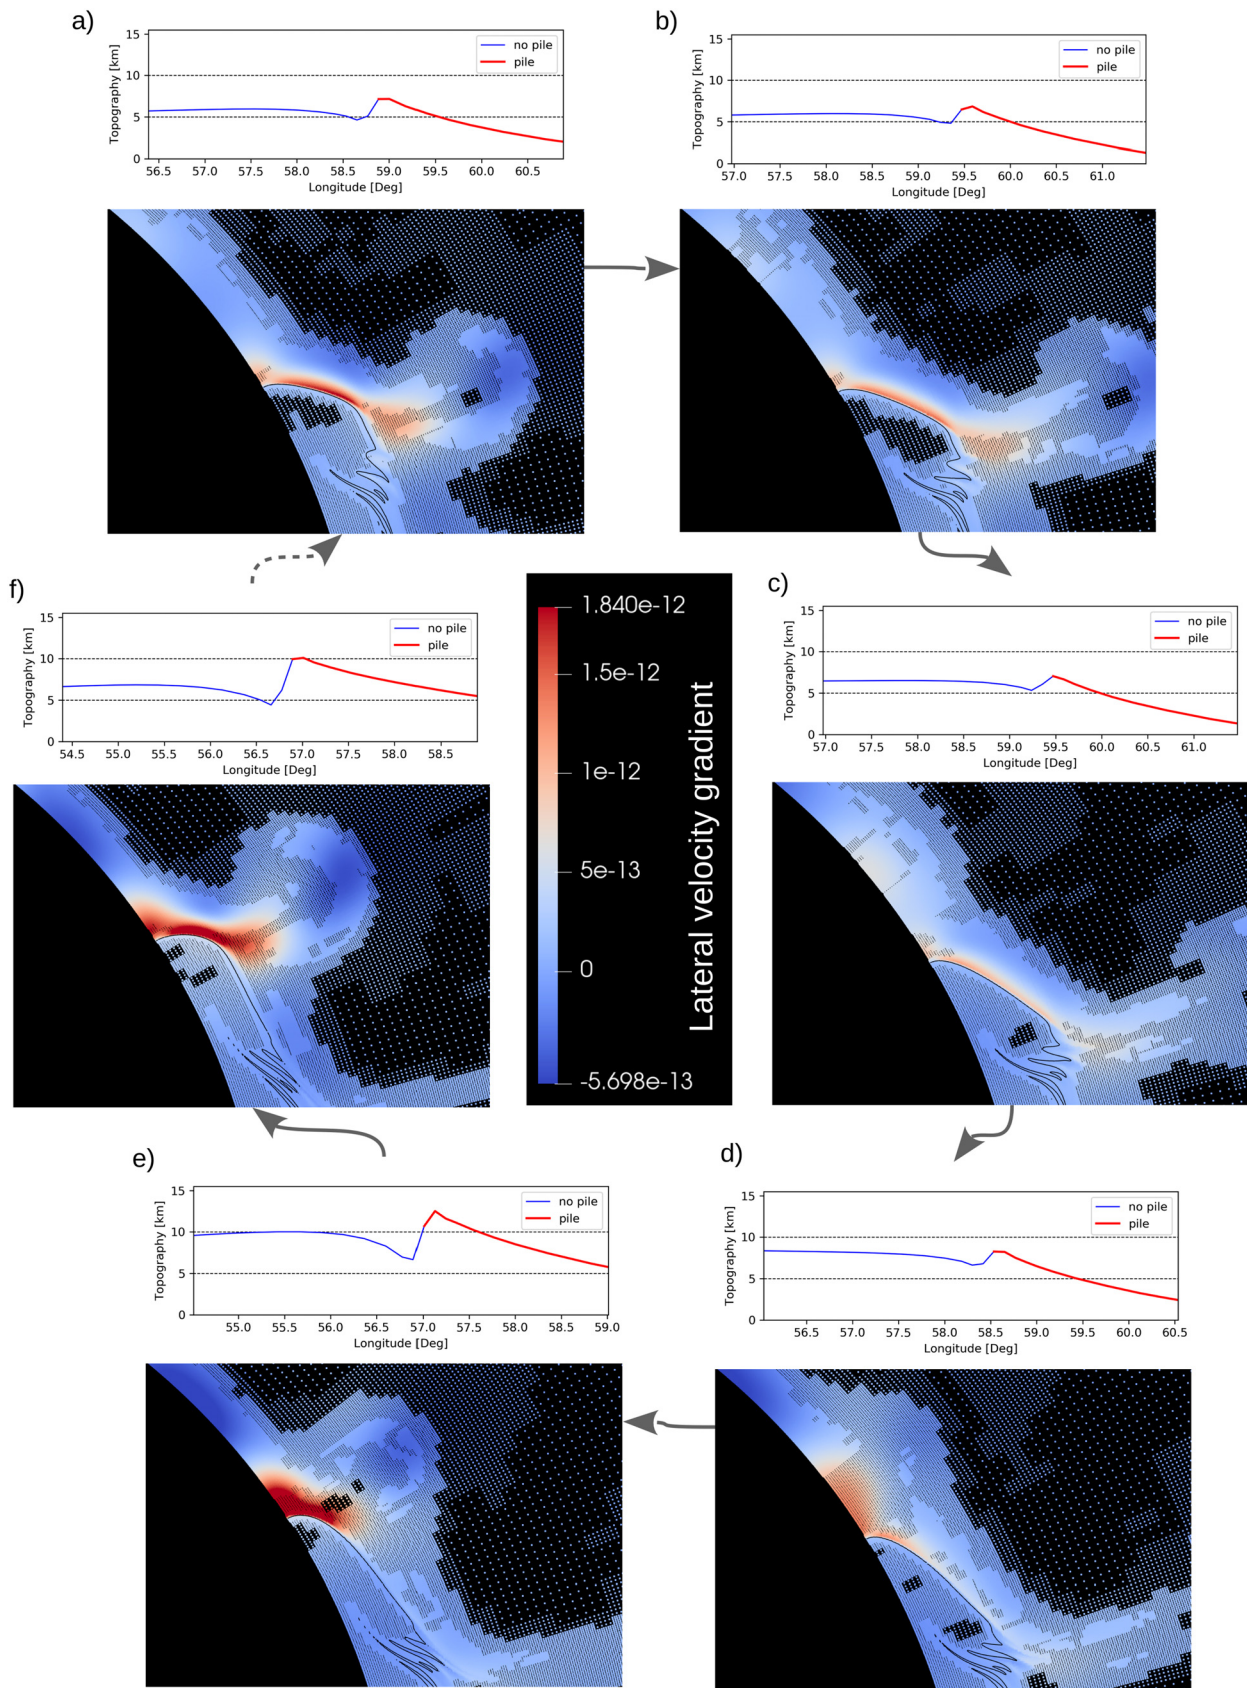 a)
15
10
5
0
Topography [km]
no pile
pile
56.5 57.0 57.5 58.0 58.5 59.0 59.5 60.0 60.5
Longitude [Deg]
b)
15
10
5
0
Topography [km]
no pile
pile
57.0 57.5 58.0 58.5 59.0 59.5 60.0 60.5 61.0
Longitude [Deg]
f)
15
10
5
0
Topography [km]
no pile
pile
54.5 55.0 55.5 56.0 56.5 57.0 57.5 58.0 58.5
Longitude [Deg]
1.840e-12
1.5e-12
1e-12
5e-13
0
-5.698e-13
Lateral velocity gradient
c)
15
10
5
0
Topography [km]
no pile
pile
57.0 57.5 58.0 58.5 59.0 59.5 60.0 60.5 61.0
Longitude [Deg]
e)
15
10
5
0
Topography [km]
no pile
pile
55.0 55.5 56.0 56.5 57.0 57.5 58.0 58.5 59.0
Longitude [Deg]
d)
15
10
5
0
Topography [km]
no pile
pile
56.5 57.0 57.5 58.0 58.5 59.0 59.5 60.0 60.5
Longitude [Deg]